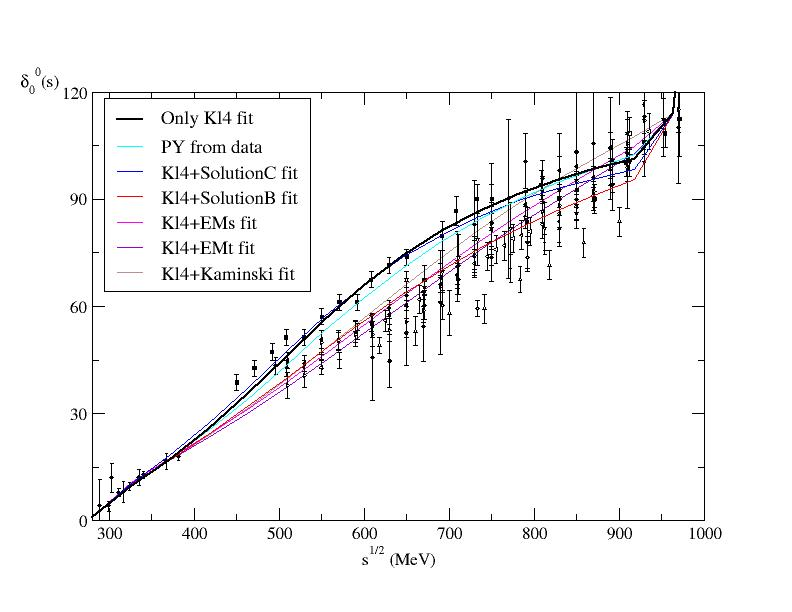 δ₀⁰(s)
120
90
60
30
0
Only Kl4 fit
PY from data
Kl4+SolutionC fit
Kl4+SolutionB fit
Kl4+EMs fit
Kl4+EMt fit
Kl4+Kaminski fit
300 400 500 600 700 800 900 1000
s^1/2 (MeV)